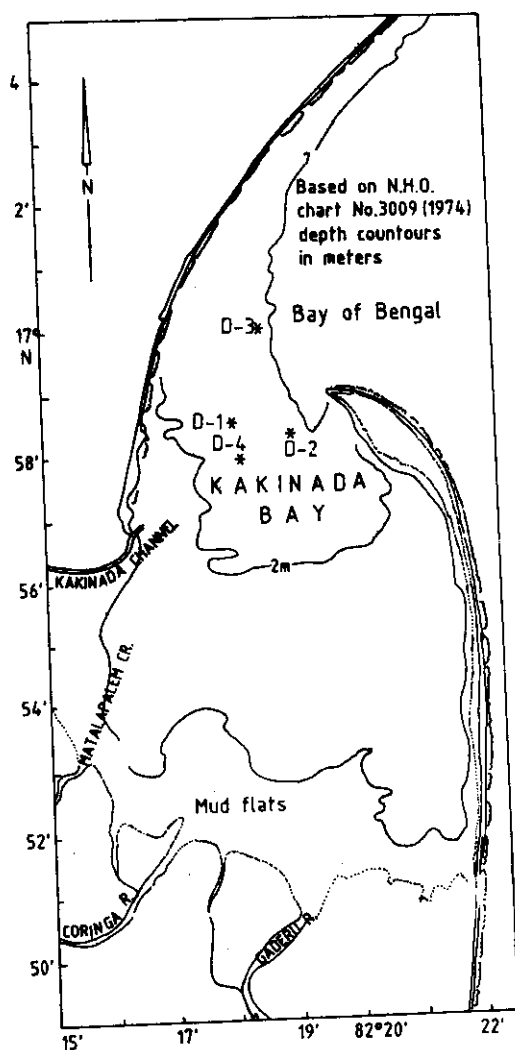 4
N
Based on N.H.O.
chart No.3009 (1974)
depth countours
in meters
2'
Bay of Bengal
D-3*
17°
N
D-1*
D-4
*
*
D-2
58'
KAKINADA
BAY
2m
KAKINADA CHANNEL
56'
54'
MATALAPALEM CR.
Mud flats
52'
CORINGA R.
GADERU R.
50'
15'
17'
19'
82°20'
22'